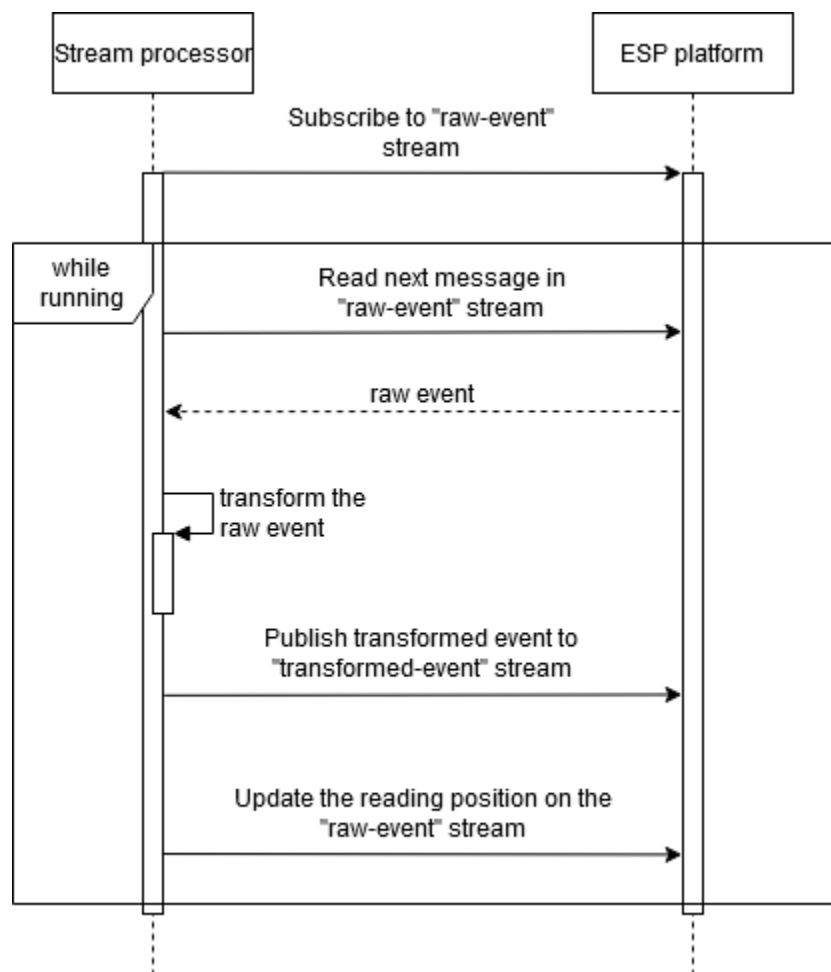 Stream processor
ESP platform
Subscribe to "raw-event"
stream
while
running
Read next message in
"raw-event" stream
raw event
transform the
raw event
Publish transformed event to
"transformed-event" stream
Update the reading position on the
"raw-event" stream